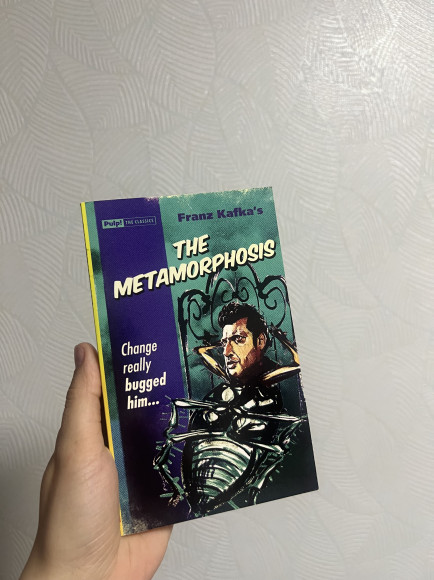 Pulp! THE CLASSICS
Franz Kafka's
THE
METAMORPHOSIS
Change
really
bugged
him...